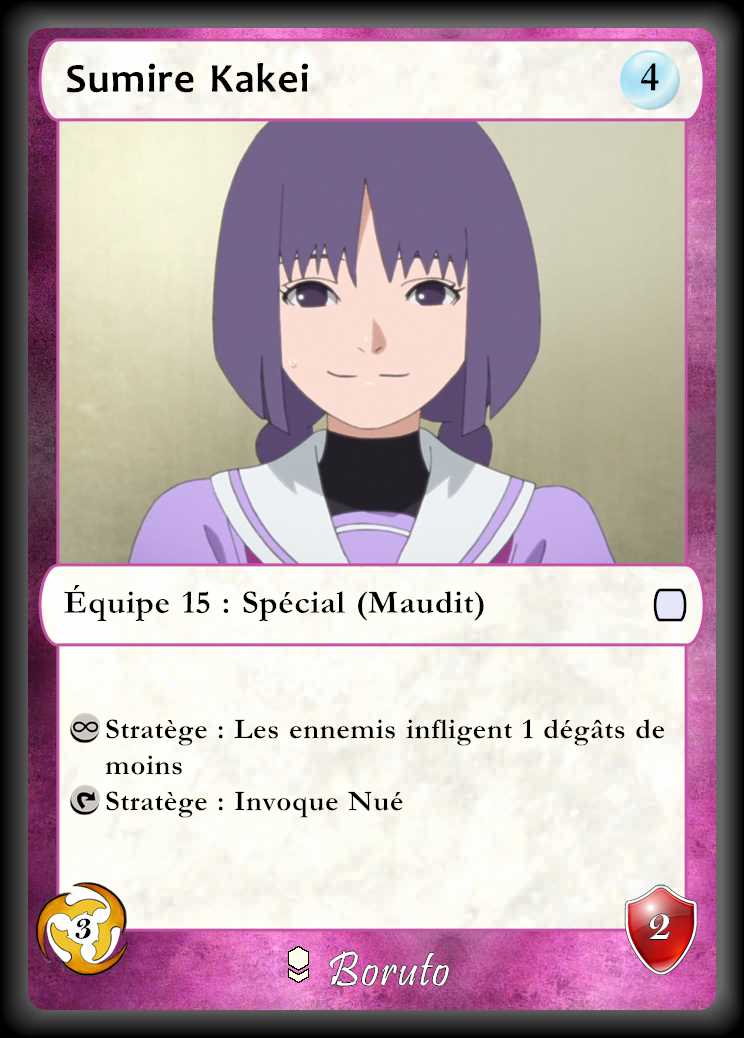 Sumire Kakei
4
Équipe 15 : Spécial (Maudit)
Stratège : Les ennemis infligent 1 dégâts de
moins
Stratège : Invoque Nué
3
2
Boruto